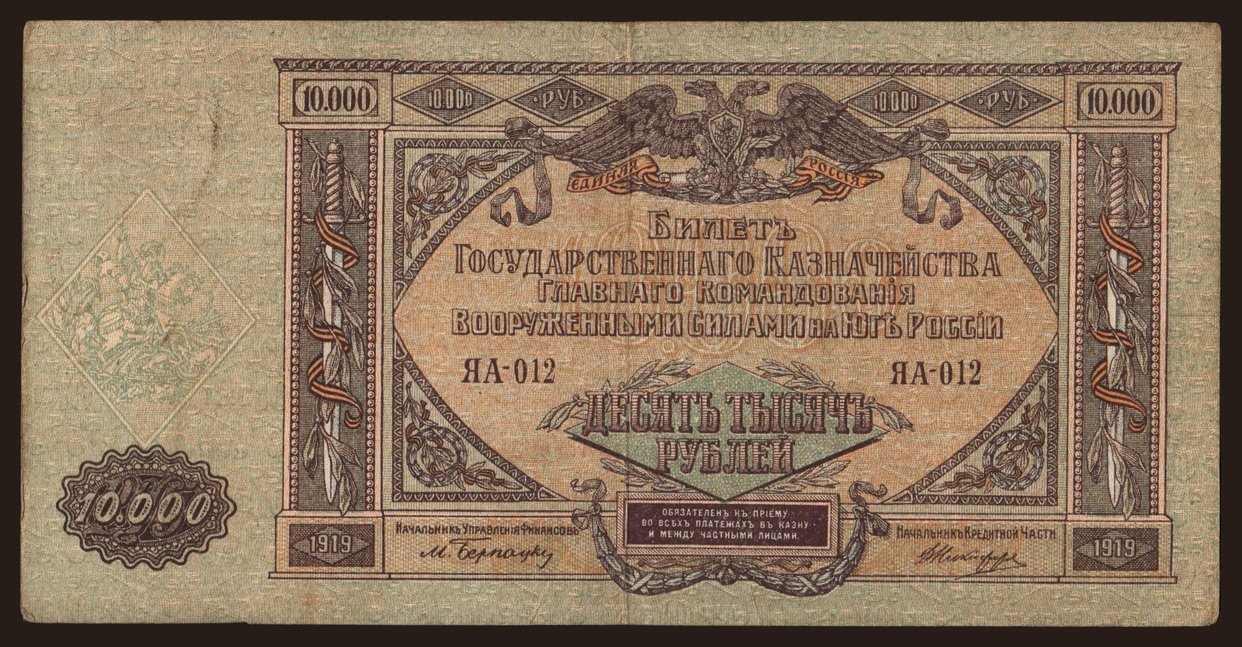 10.000 10.000 РУБ. 10.000 РУБ. 10.000
ЕДИНАЯ РОССІЯ
БИЛЕТЪ
ГОСУДАРСТВЕННАГО КАЗНАЧЕЙСТВА
ГЛАВНАГО КОМАНДОВАНІЯ
ВООРУЖЕННЫМИ СИЛАМИ НА ЮГѢ РОССІИ
ЯА-012 ЯА-012
ДЕСЯТЬ ТЫСЯЧЪ
РУБЛЕЙ
10.000
ОБЯЗАТЕЛЕНЪ КЪ ПРІЕМУ
ВО ВСѢХЪ ПЛАТЕЖАХЪ ВЪ КАЗНУ
И МЕЖДУ ЧАСТНЫМИ ЛИЦАМИ.
НАЧАЛЬНИКЪ УПРАВЛЕНІЯ ФИНАНСОВЪ НАЧАЛЬНИКЪ КРЕДИТНОЙ ЧАСТИ
1919 М. Бернацкій 1919